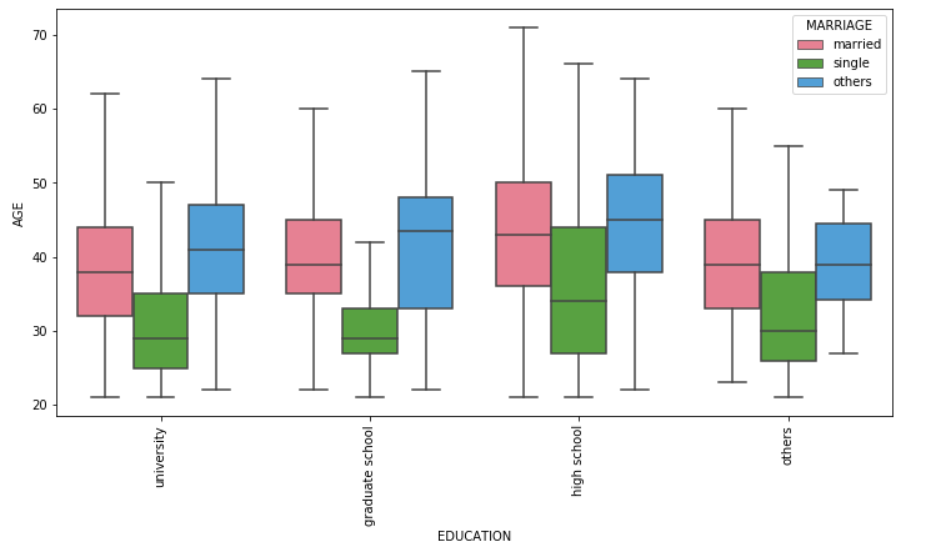 MARRIAGE
married
single
others
AGE
70
60
50
40
30
20
university
graduate school
high school
others
EDUCATION